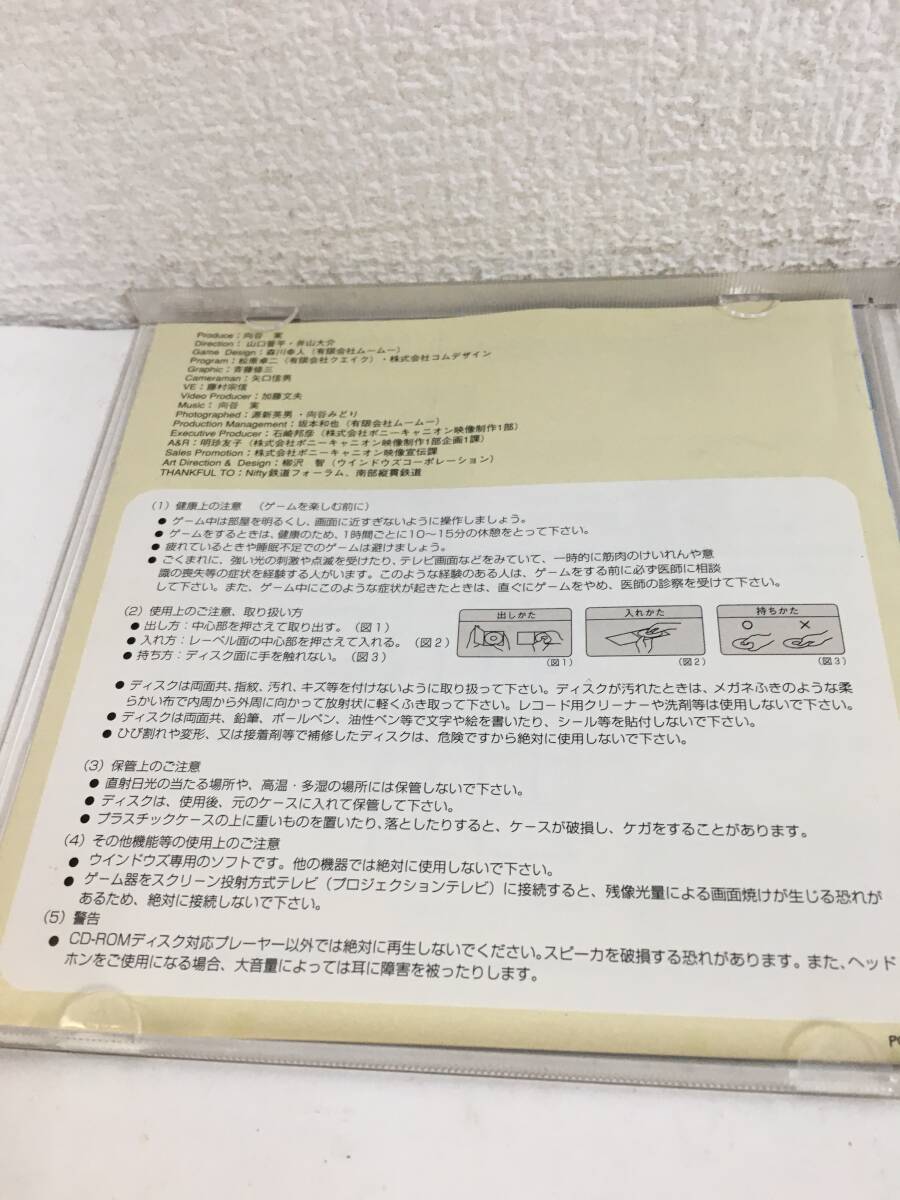 Produce：向谷　実
Direction：山口晋平・井山大介
Game Design：森川幸人（有限会社ムームー）
Program：松原卓二（有限会社クエイク）・株式会社コムデザイン
Graphic：斉藤修三
Cameraman：矢口信男
VE：藤村宗信
Video Producer：加藤文夫
Music：向谷　実
Photographed：源新英男・向谷みどり
Production Management：坂本和也（有限会社ムームー）
Executive Producer：石崎邦彦（株式会社ポニーキャニオン映像制作1部）
A&R：明珍友子（株式会社ポニーキャニオン映像制作1部企画1課）
Sales Promotion：株式会社ポニーキャニオン映像宣伝課
Art Direction & Design：柳沢　智（ウインドウズコーポレーション）
THANKFUL TO：Nifty鉄道フォーラム、南部縦貫鉄道
（1）健康上の注意　（ゲームを楽しむ前に）
● ゲーム中は部屋を明るくし、画面に近すぎないように操作しましょう。
● ゲームをするときは、健康のため、1時間ごとに10～15分の休憩をとって下さい。
● 疲れているときや睡眠不足でのゲームは避けましょう。
● ごくまれに、強い光の刺激や点滅を受けたり、テレビ画面などをみていて、一時的に筋肉のけいれんや意
識の喪失等の症状を経験する人がいます。このような経験のある人は、ゲームをする前に必ず医師に相談
して下さい。また、ゲーム中にこのような症状が起きたときは、直ぐにゲームをやめ、医師の診察を受けて下さい。
（2）使用上のご注意、取り扱い方
● 出し方：中心部を押さえて取り出す。（図1）
● 入れ方：レーベル面の中心部を押さえて入れる。（図2）
● 持ち方：ディスク面に手を触れない。（図3）
出しかた
（図1）
入れかた
（図2）
持ちかた
○　×
（図3）
● ディスクは両面共、指紋、汚れ、キズ等を付けないように取り扱って下さい。ディスクが汚れたときは、メガネふきのような柔
らかい布で内周から外周に向かって放射状に軽くふき取って下さい。レコード用クリーナーや洗剤等は使用しないで下さい。
● ディスクは両面共、鉛筆、ボールペン、油性ペン等で文字や絵を書いたり、シール等を貼付しないで下さい。
● ひび割れや変形、又は接着剤等で補修したディスクは、危険ですから絶対に使用しないで下さい。
（3）保管上のご注意
● 直射日光の当たる場所や、高温・多湿の場所には保管しないで下さい。
● ディスクは、使用後、元のケースに入れて保管して下さい。
● プラスチックケースの上に重いものを置いたり、落としたりすると、ケースが破損し、ケガをすることがあります。
（4）その他機能等の使用上のご注意
● ウインドウズ専用のソフトです。他の機器では絶対に使用しないで下さい。
● ゲーム器をスクリーン投射方式テレビ（プロジェクションテレビ）に接続すると、残像光量による画面焼けが生じる恐れが
あるため、絶対に接続しないで下さい。
（5）警告
● CD-ROMディスク対応プレーヤー以外では絶対に再生しないでください。スピーカを破損する恐れがあります。また、ヘッド
ホンをご使用になる場合、大音量によっては耳に障害を被ったりします。